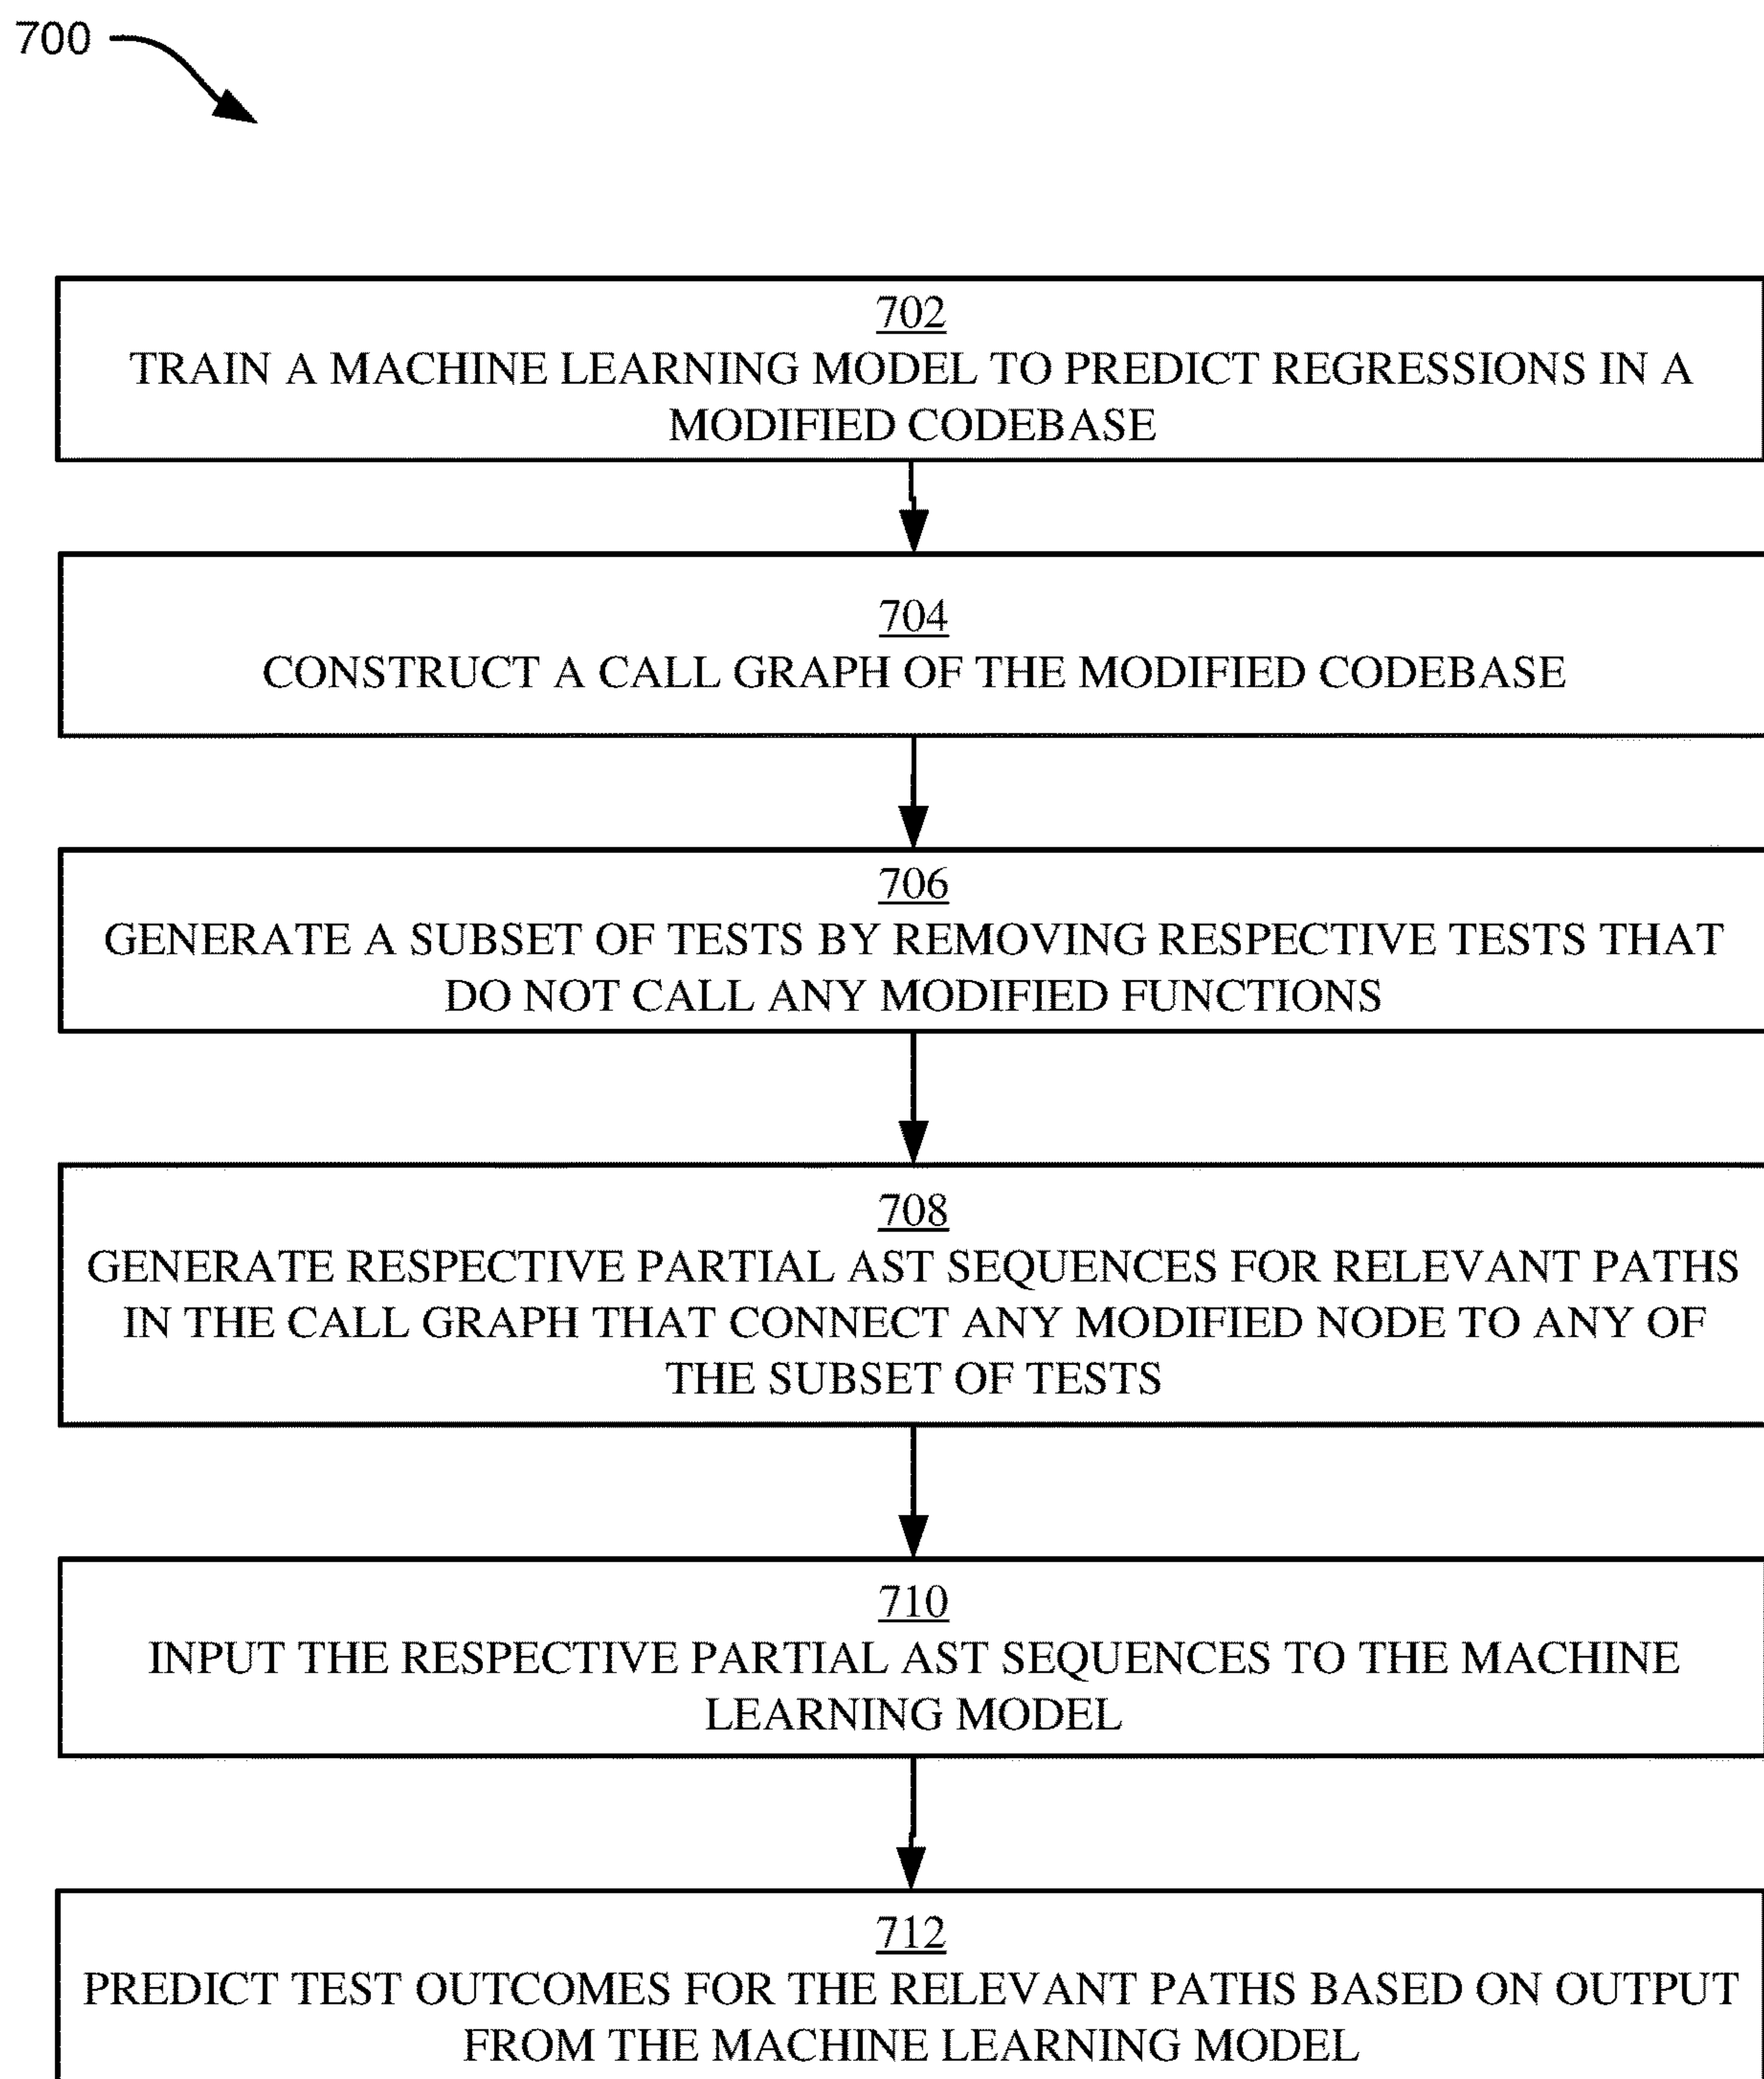 700
702
TRAIN A MACHINE LEARNING MODEL TO PREDICT REGRESSIONS IN A
MODIFIED CODEBASE
704
CONSTRUCT A CALL GRAPH OF THE MODIFIED CODEBASE
706
GENERATE A SUBSET OF TESTS BY REMOVING RESPECTIVE TESTS THAT
DO NOT CALL ANY MODIFIED FUNCTIONS
708
GENERATE RESPECTIVE PARTIAL AST SEQUENCES FOR RELEVANT PATHS
IN THE CALL GRAPH THAT CONNECT ANY MODIFIED NODE TO ANY OF
THE SUBSET OF TESTS
710
INPUT THE RESPECTIVE PARTIAL AST SEQUENCES TO THE MACHINE
LEARNING MODEL
712
PREDICT TEST OUTCOMES FOR THE RELEVANT PATHS BASED ON OUTPUT
FROM THE MACHINE LEARNING MODEL